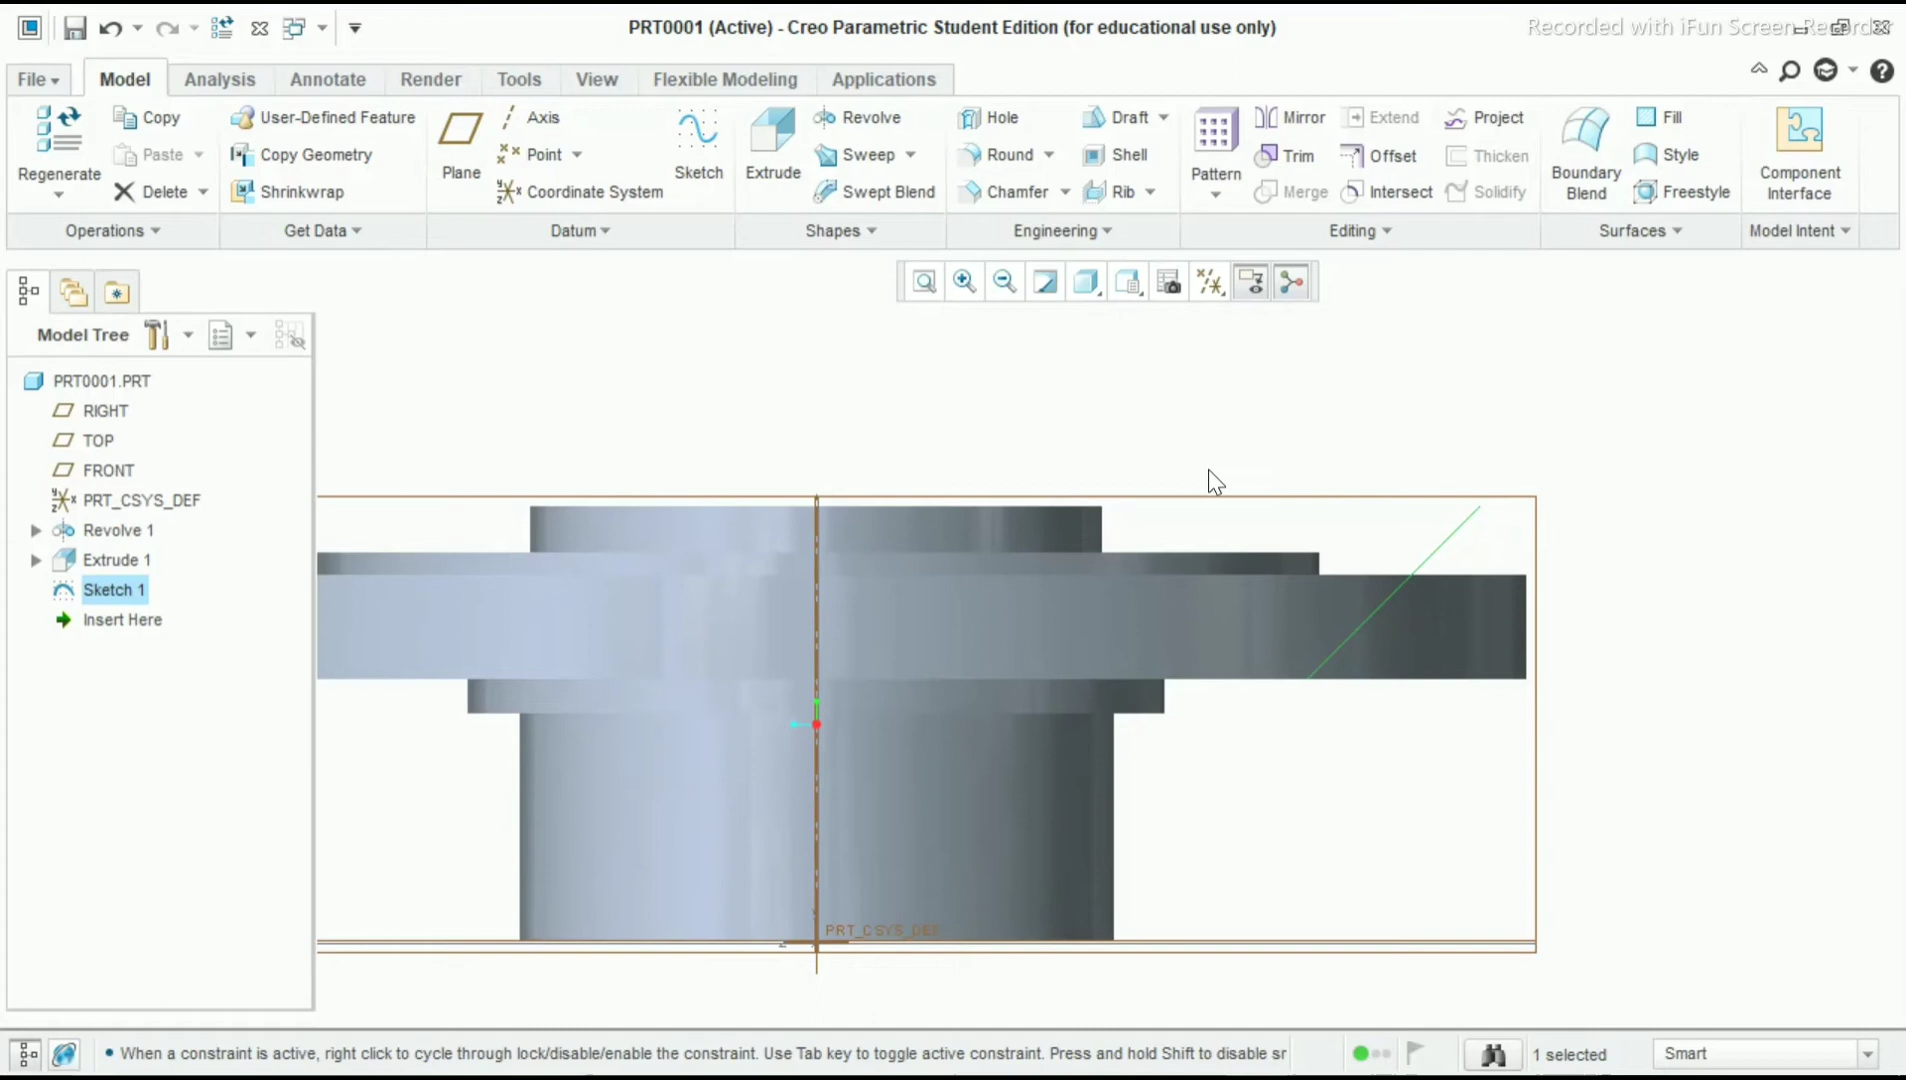 PRT0001 (Active) - Creo Parametric Student Edition (for educational use only)
Recorded with iFun Screen Recorder
File Model Analysis Annotate Render Tools View Flexible Modeling Applications
Regenerate
Copy
Paste
Delete
User-Defined Feature
Copy Geometry
Shrinkwrap
Plane
Axis
Point
Coordinate System
Sketch
Extrude
Revolve
Sweep
Swept Blend
Hole
Round
Chamfer
Draft
Shell
Rib
Pattern
Mirror
Trim
Merge
Extend
Offset
Intersect
Project
Thicken
Solidify
Boundary
Blend
Fill
Style
Freestyle
Component
Interface
Operations Get Data Datum Shapes Engineering Editing Surfaces Model Intent
Model Tree
PRT0001.PRT
RIGHT
TOP
FRONT
PRT_CSYS_DEF
Revolve 1
Extrude 1
Sketch 1
Insert Here
PRT_CSYS_DEF
When a constraint is active, right click to cycle through lock/disable/enable the constraint. Use Tab key to toggle active constraint. Press and hold Shift to disable sr
1 selected
Smart